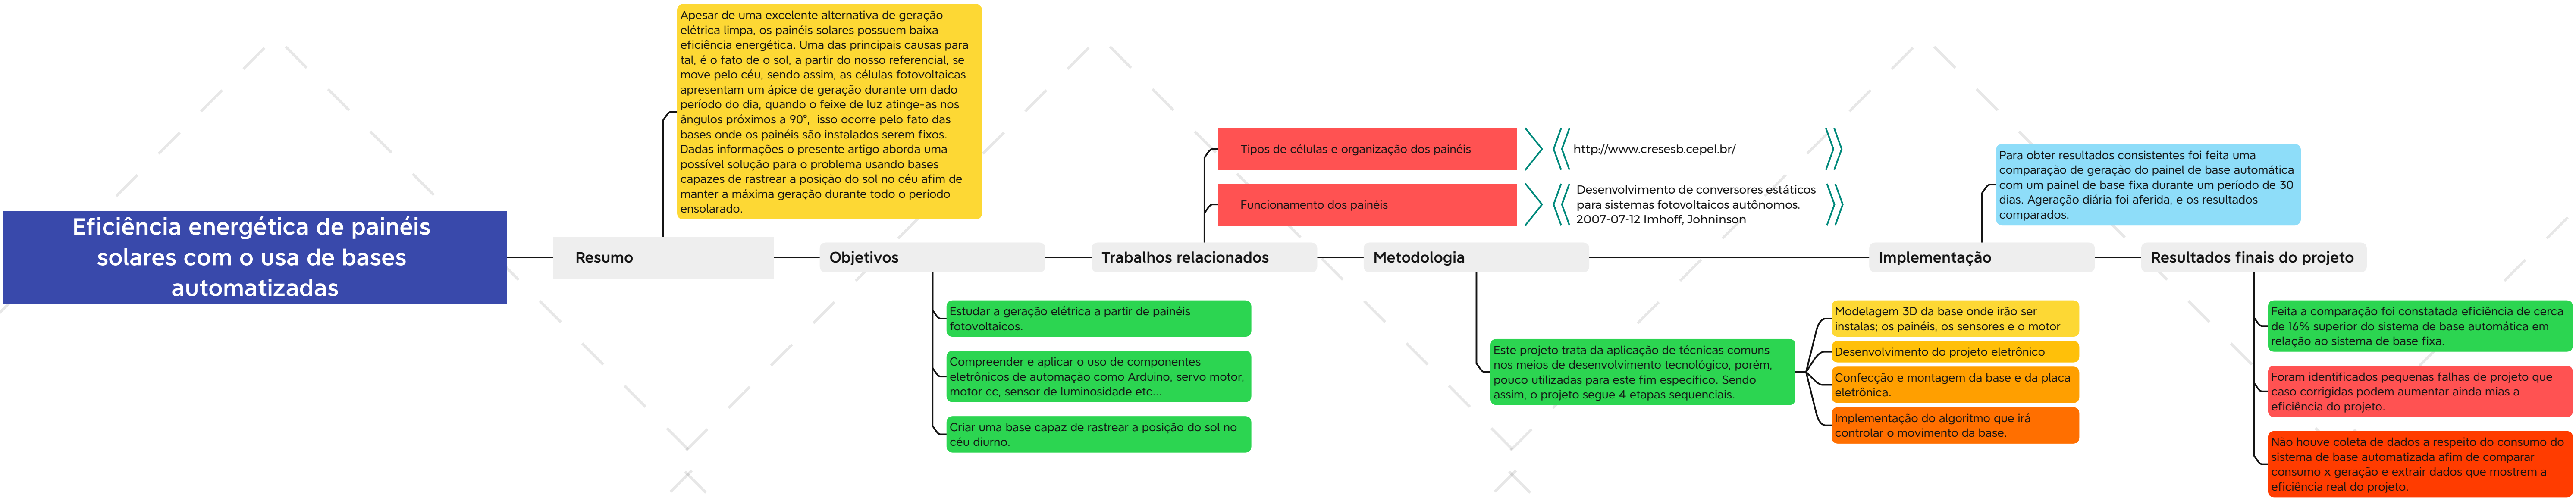 Eficiência energética de painéis
solares com o usa de bases
automatizadas
Resumo
Apesar de uma excelente alternativa de geração
elétrica limpa, os painéis solares possuem baixa
eficiência energética. Uma das principais causas para
tal, é o fato de o sol, a partir do nosso referencial, se
move pelo céu, sendo assim, as células fotovoltaicas
apresentam um ápice de geração durante um dado
período do dia, quando o feixe de luz atinge-as nos
ângulos próximos a 90°, isso ocorre pelo fato das
bases onde os painéis são instalados serem fixos.
Dadas informações o presente artigo aborda uma
possível solução para o problema usando bases
capazes de rastrear a posição do sol no céu afim de
manter a máxima geração durante todo o período
ensolarado.
Objetivos
Estudar a geração elétrica a partir de painéis
fotovoltaicos.
Compreender e aplicar o uso de componentes
eletrônicos de automação como Arduino, servo motor,
motor cc, sensor de luminosidade etc...
Criar uma base capaz de rastrear a posição do sol no
céu diurno.
Trabalhos relacionados
Tipos de células e organização dos painéis
http://www.cresesb.cepel.br/
Funcionamento dos painéis
Desenvolvimento de conversores estáticos
para sistemas fotovoltaicos autônomos.
2007-07-12 Imhoff, Johninson
Metodologia
Este projeto trata da aplicação de técnicas comuns
nos meios de desenvolvimento tecnológico, porém,
pouco utilizadas para este fim específico. Sendo
assim, o projeto segue 4 etapas sequenciais.
Modelagem 3D da base onde irão ser
instalas; os painéis, os sensores e o motor
Desenvolvimento do projeto eletrônico
Confecção e montagem da base e da placa
eletrônica.
Implementação do algoritmo que irá
controlar o movimento da base.
Implementação
Para obter resultados consistentes foi feita uma
comparação de geração do painel de base automática
com um painel de base fixa durante um período de 30
dias. Ageração diária foi aferida, e os resultados
comparados.
Resultados finais do projeto
Feita a comparação foi constatada eficiência de cerca
de 16% superior do sistema de base automática em
relação ao sistema de base fixa.
Foram identificados pequenas falhas de projeto que
caso corrigidas podem aumentar ainda mias a
eficiência do projeto.
Não houve coleta de dados a respeito do consumo do
sistema de base automatizada afim de comparar
consumo x geração e extrair dados que mostrem a
eficiência real do projeto.